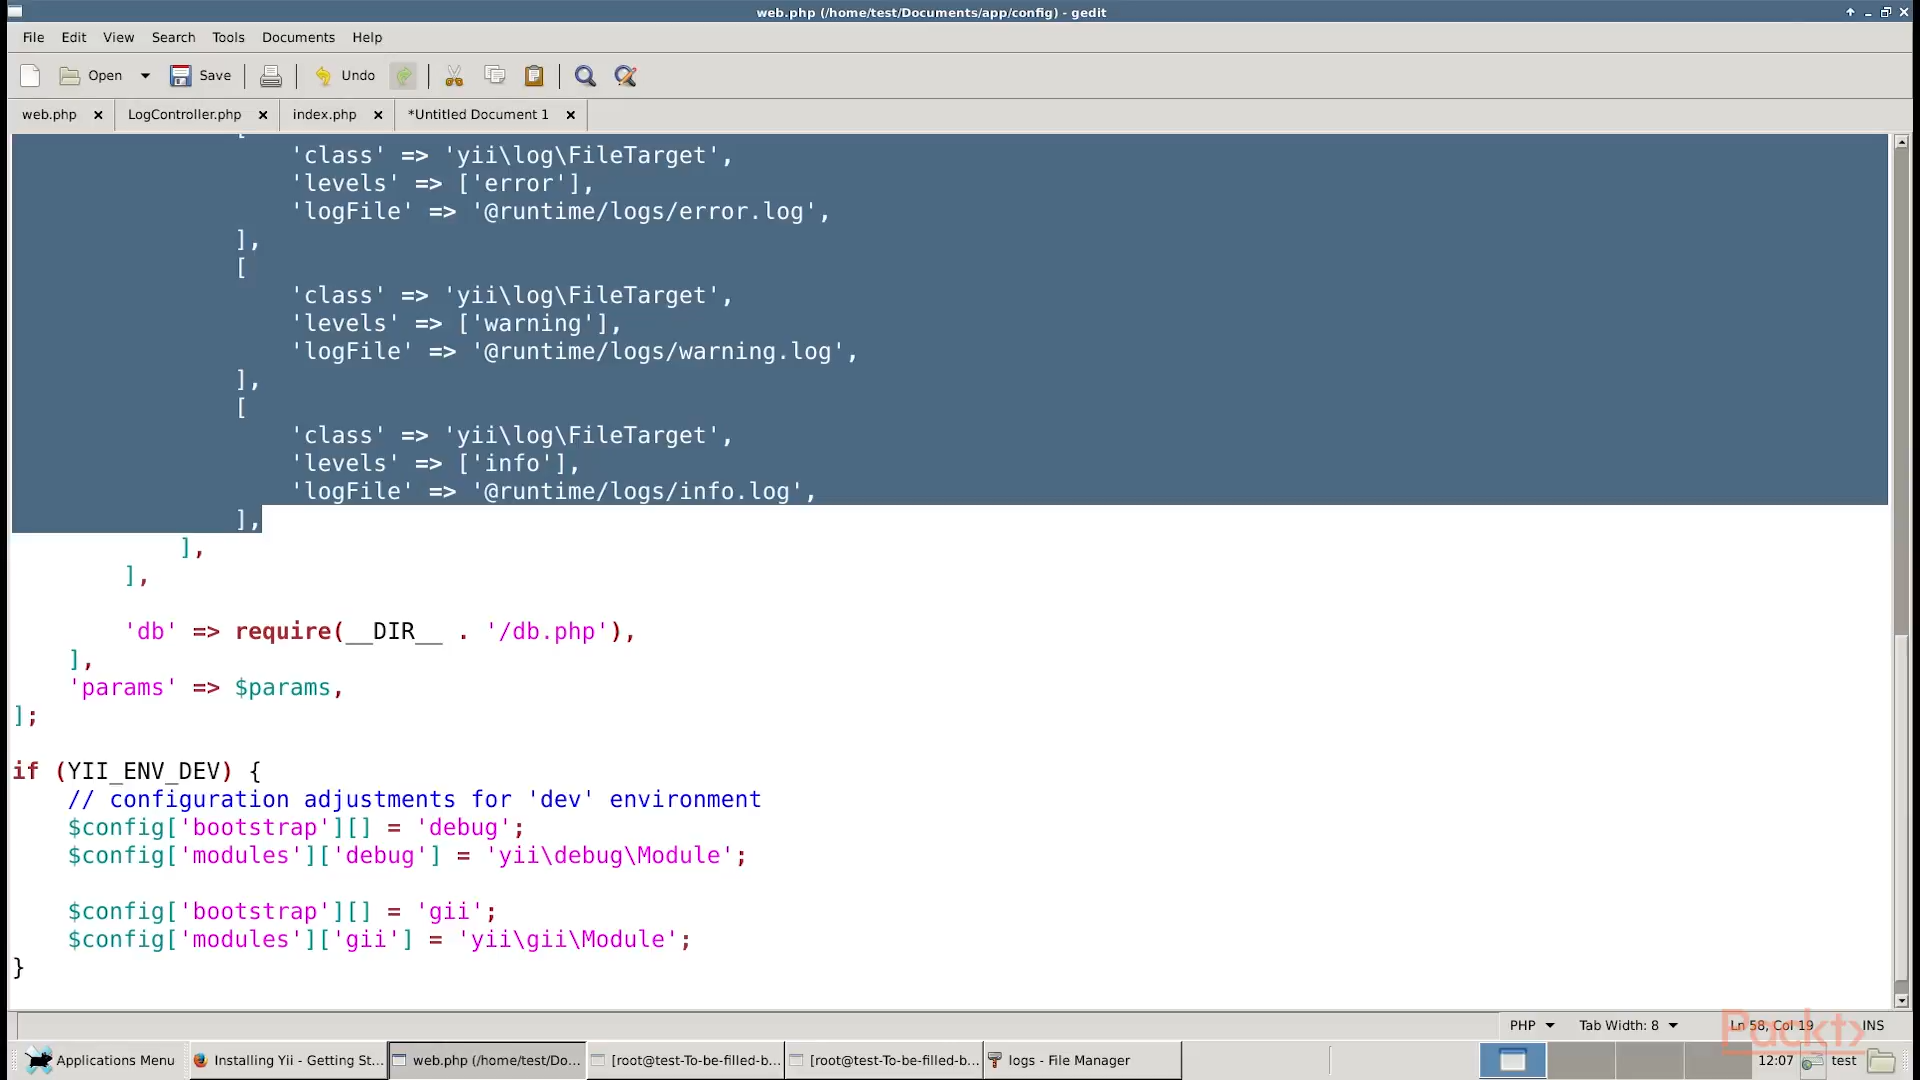 web.php (/home/test/Documents/app/config) - gedit
File Edit View Search Tools Documents Help
Open Save Undo
web.php LogController.php index.php *Untitled Document 1
[
'class' => 'yii\log\FileTarget',
'levels' => ['error'],
'logFile' => '@runtime/logs/error.log',
],
[
'class' => 'yii\log\FileTarget',
'levels' => ['warning'],
'logFile' => '@runtime/logs/warning.log',
],
[
'class' => 'yii\log\FileTarget',
'levels' => ['info'],
'logFile' => '@runtime/logs/info.log',
],
],
],
'db' => require(__DIR__ . '/db.php'),
],
'params' => $params,
];
if (YII_ENV_DEV) {
// configuration adjustments for 'dev' environment
$config['bootstrap'][] = 'debug';
$config['modules']['debug'] = 'yii\debug\Module';
$config['bootstrap'][] = 'gii';
$config['modules']['gii'] = 'yii\gii\Module';
}
PHP Tab Width: 8 Ln 58, Col 19 INS
Packt>
Applications Menu Installing Yii - Getting St... web.php (/home/test/Do... [root@test-To-be-filled-b... [root@test-To-be-filled-b... logs - File Manager 12:07 test